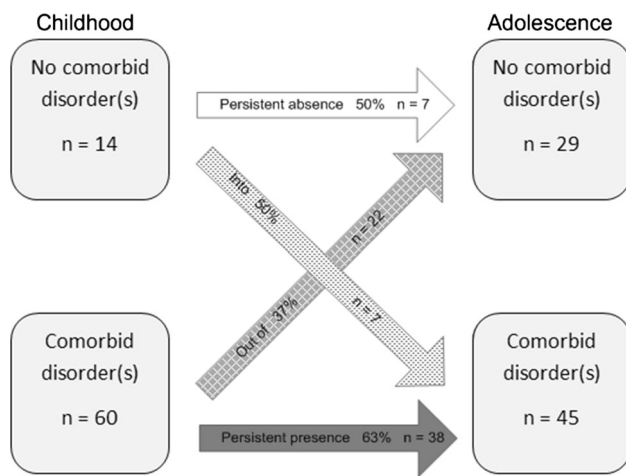 Childhood
Adolescence
No comorbid
disorder(s)
n = 14
Persistent absence 50% n = 7
No comorbid
disorder(s)
n = 29
Into 50%
n = 7
Out of 37%
n = 22
Comorbid
disorder(s)
n = 60
Persistent presence 63% n = 38
Comorbid
disorder(s)
n = 45